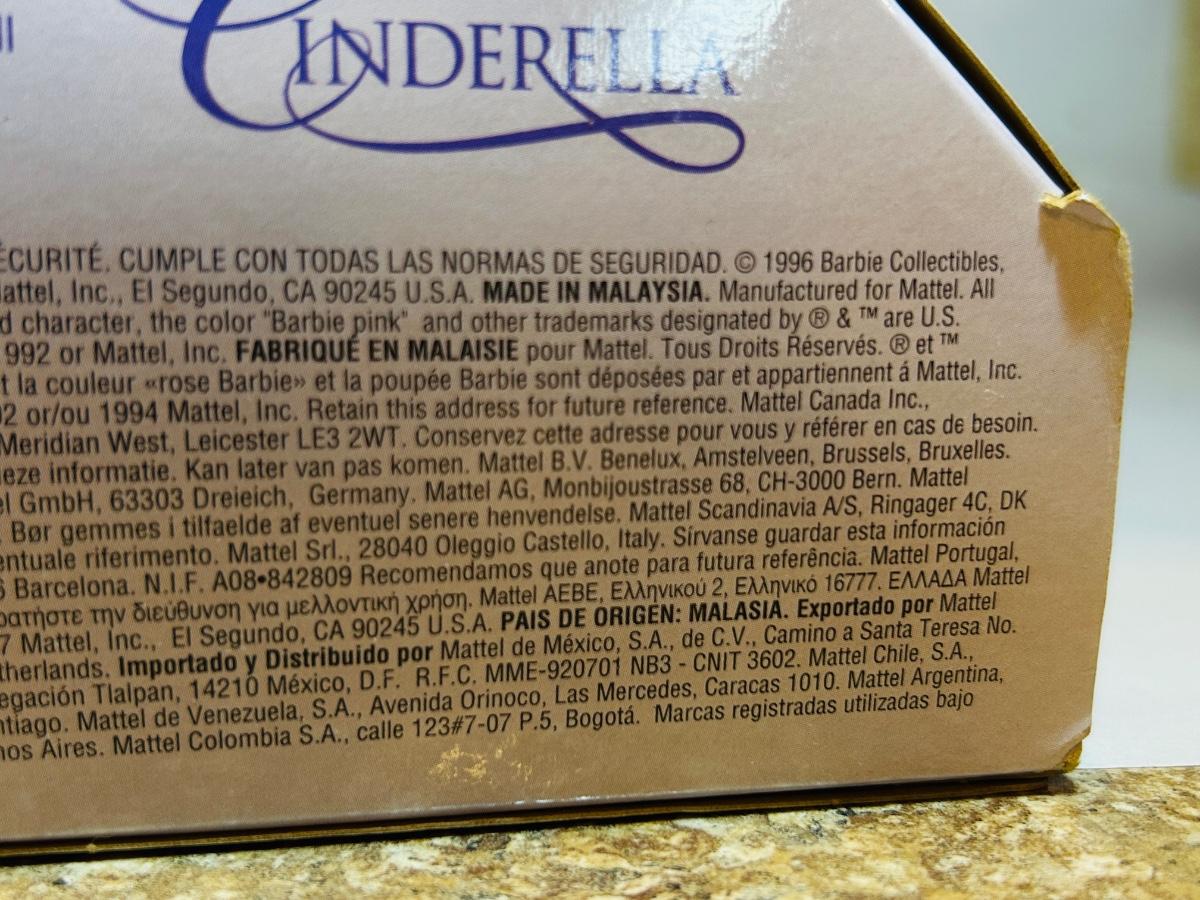 CINDERELLA
CUMPLE CON TODAS LAS NORMAS DE SEGURIDAD. © 1996 Barbie Collectibles,
Mattel, Inc., El Segundo, CA 90245 U.S.A. MADE IN MALAYSIA. Manufactured for Mattel. All
d character, the color "Barbie pink" and other trademarks designated by ® & ™ are U.S.
992 or Mattel, Inc. FABRIQUÉ EN MALAISIE pour Mattel. Tous Droits Réservés. ® et ™
t la couleur «rose Barbie» et la poupée Barbie sont déposées par et appartiennent á Mattel, Inc.
02 or/ou 1994 Mattel, Inc. Retain this address for future reference. Mattel Canada Inc.,
Meridian West, Leicester LE3 2WT. Conservez cette adresse pour vous y référer en cas de besoin.
eze informatie. Kan later van pas komen. Mattel B.V. Benelux, Amstelveen, Brussels, Bruxelles.
el GmbH, 63303 Dreieich, Germany. Mattel AG, Monbijoustrasse 68, CH-3000 Bern. Mattel
. Bør gemmes i tilfaelde af eventuel senere henvendelse. Mattel Scandinavia A/S, Ringager 4C, DK
entuale riferimento. Mattel Srl., 28040 Oleggio Castello, Italy. Sírvanse guardar esta información
6 Barcelona. N.I.F. A08•842809 Recomendamos que anote para futura referência. Mattel Portugal,
ρατήστε την διεύθυνση για μελλοντική χρήση. Mattel AEBE, Ελληνικού 2, Ελληνικό 16777. ΕΛΛΑΔΑ Mattel
7 Mattel, Inc., El Segundo, CA 90245 U.S.A. PAIS DE ORIGEN: MALASIA. Exportado por Mattel
therlands. Importado y Distribuido por Mattel de México, S.A., de C.V., Camino a Santa Teresa No.
egación Tlalpan, 14210 México, D.F. R.F.C. MME-920701 NB3 - CNIT 3602. Mattel Chile, S.A.,
ntiago. Mattel de Venezuela, S.A., Avenida Orinoco, Las Mercedes, Caracas 1010. Mattel Argentina,
nos Aires. Mattel Colombia S.A., calle 123#7-07 P.5, Bogotá. Marcas registradas utilizadas bajo